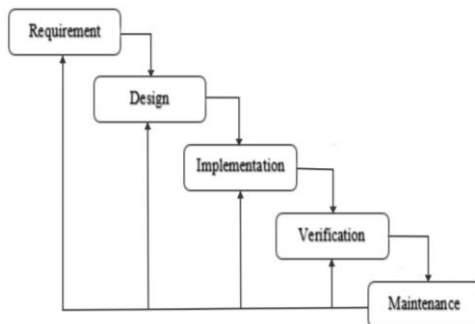 Requirement
Design
Implementation
Verification
Maintenance